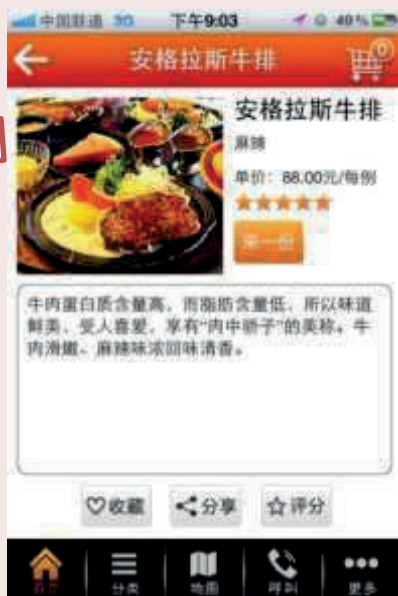 中国联通 3G 下午9:03 49%
安格拉斯牛排
0
安格拉斯牛排
麻辣
单价：88.00元/每例
来一份
牛肉蛋白质含量高，而脂肪含量低，所以味道
鲜美，受人喜爱，享有“肉中骄子”的美称。牛
肉滑嫩、麻辣味浓回味清香。
收藏 分享 评分
首页 分类 地图 呼叫 更多